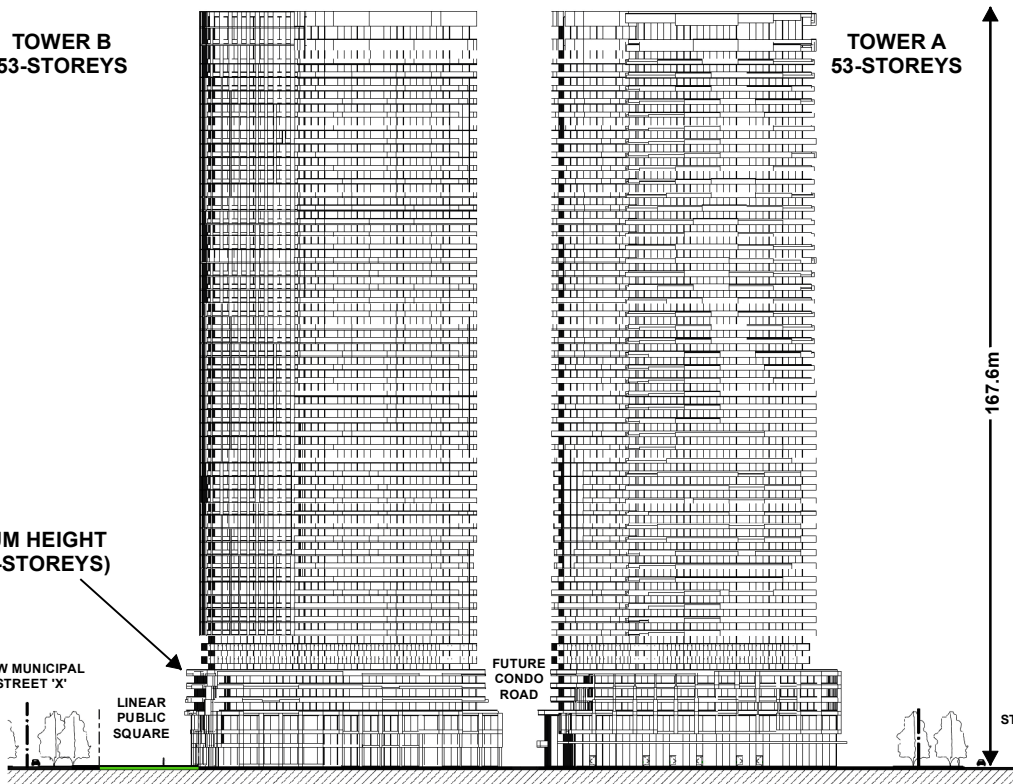 TOWER B
53-STOREYS
TOWER A
53-STOREYS
167.6m
UM HEIGHT
-STOREYS)
W MUNICIPAL
STREET 'X'
LINEAR
PUBLIC
SQUARE
FUTURE
CONDO
ROAD
ST